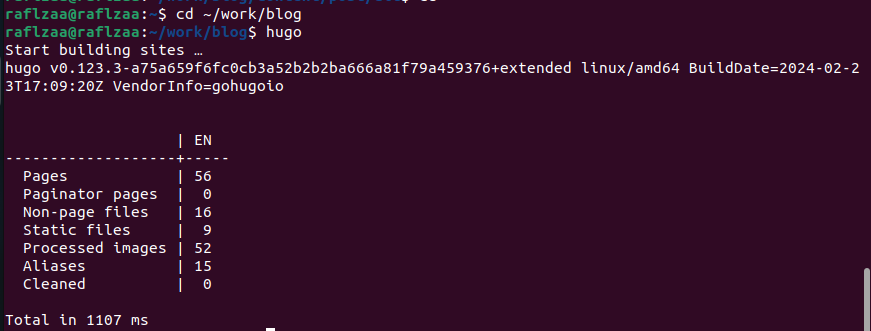 raflzaa@raflzaa:~$ cd ~/work/blog
raflzaa@raflzaa:~/work/blog$ hugo
Start building sites …
hugo v0.123.3-a75a659f6fc0cb3a52b2b2ba666a81f79a459376+extended linux/amd64 BuildDate=2024-02-2
3T17:09:20Z VendorInfo=gohugoio
                   | EN
-------------------+-----
  Pages            | 56
  Paginator pages  |  0
  Non-page files   | 16
  Static files     |  9
  Processed images | 52
  Aliases          | 15
  Cleaned          |  0
Total in 1107 ms